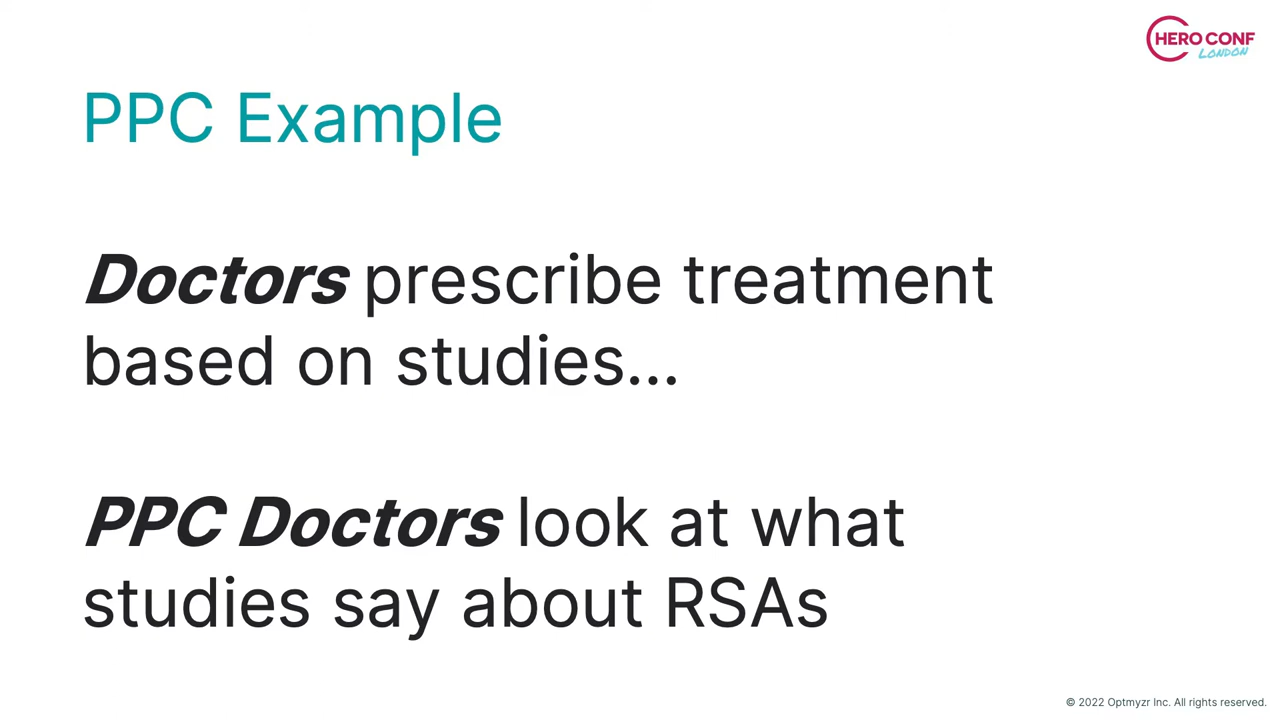 HERO CONF
LONDON
PPC Example
Doctors prescribe treatment
based on studies...
PPC Doctors look at what
studies say about RSAs
© 2022 Optmyzr Inc. All rights reserved.